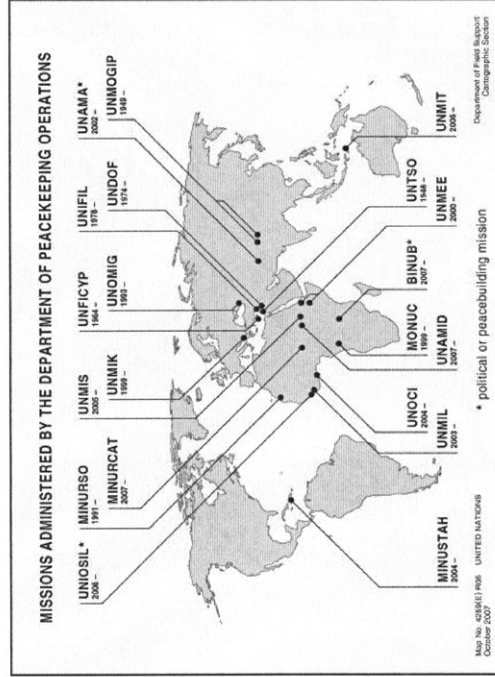 MISSIONS ADMINISTERED BY THE DEPARTMENT OF PEACEKEEPING OPERATIONS
UNIOSIL*
2006 –
MINURSO
1991 –
MINURCAT
2007 –
UNMIS
2005 –
UNMIK
1999 –
UNFICYP
1964 –
UNOMIG
1993 –
UNIFIL
1978 –
UNDOF
1974 –
UNAMA*
2002 –
UNMOGIP
1949 –
MINUSTAH
2004 –
UNMIL
2003 –
UNOCI
2004 –
UNAMID
2007 –
MONUC
1999 –
BINUB*
2007 –
UNMEE
2000 –
UNTSO
1948 –
UNMIT
2006 –
* political or peacebuilding mission
Map No. 4259(E) R05 UNITED NATIONS
October 2007
Department of Field Support
Cartographic Section